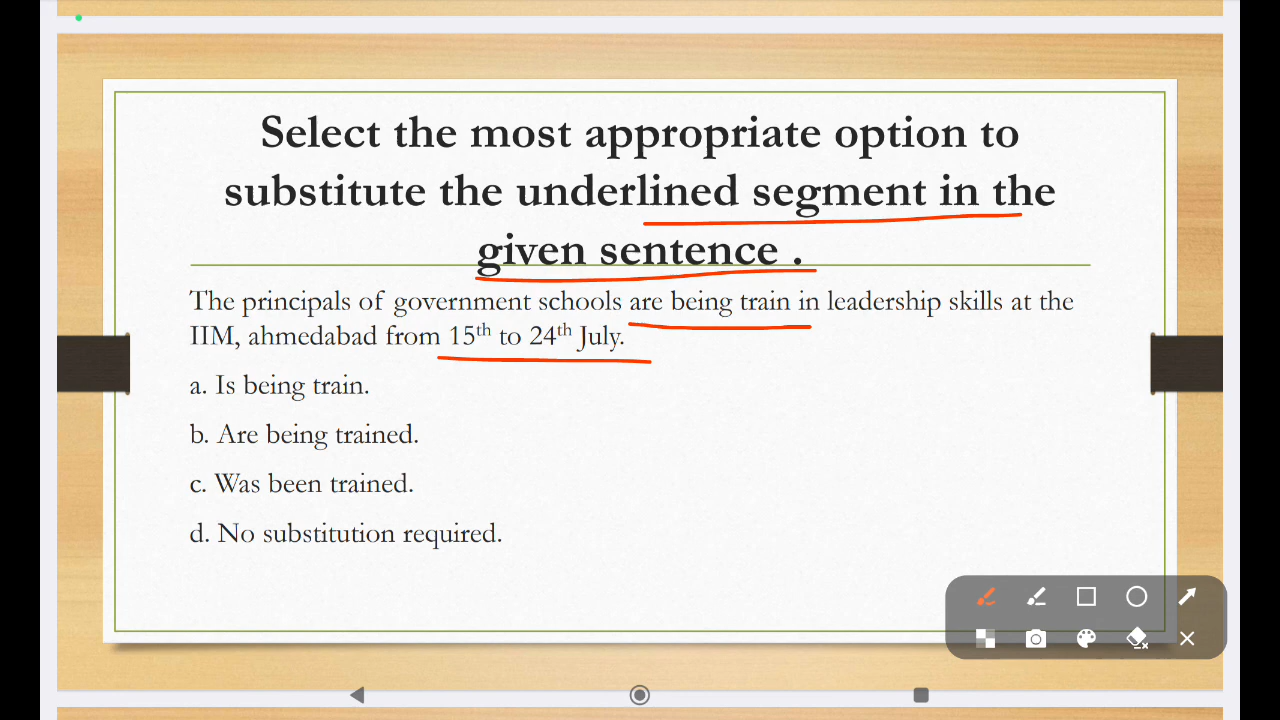 Select the most appropriate option to
substitute the underlined segment in the
given sentence .
The principals of government schools are being train in leadership skills at the
IIM, ahmedabad from 15th to 24th July.
a. Is being train.
b. Are being trained.
c. Was been trained.
d. No substitution required.